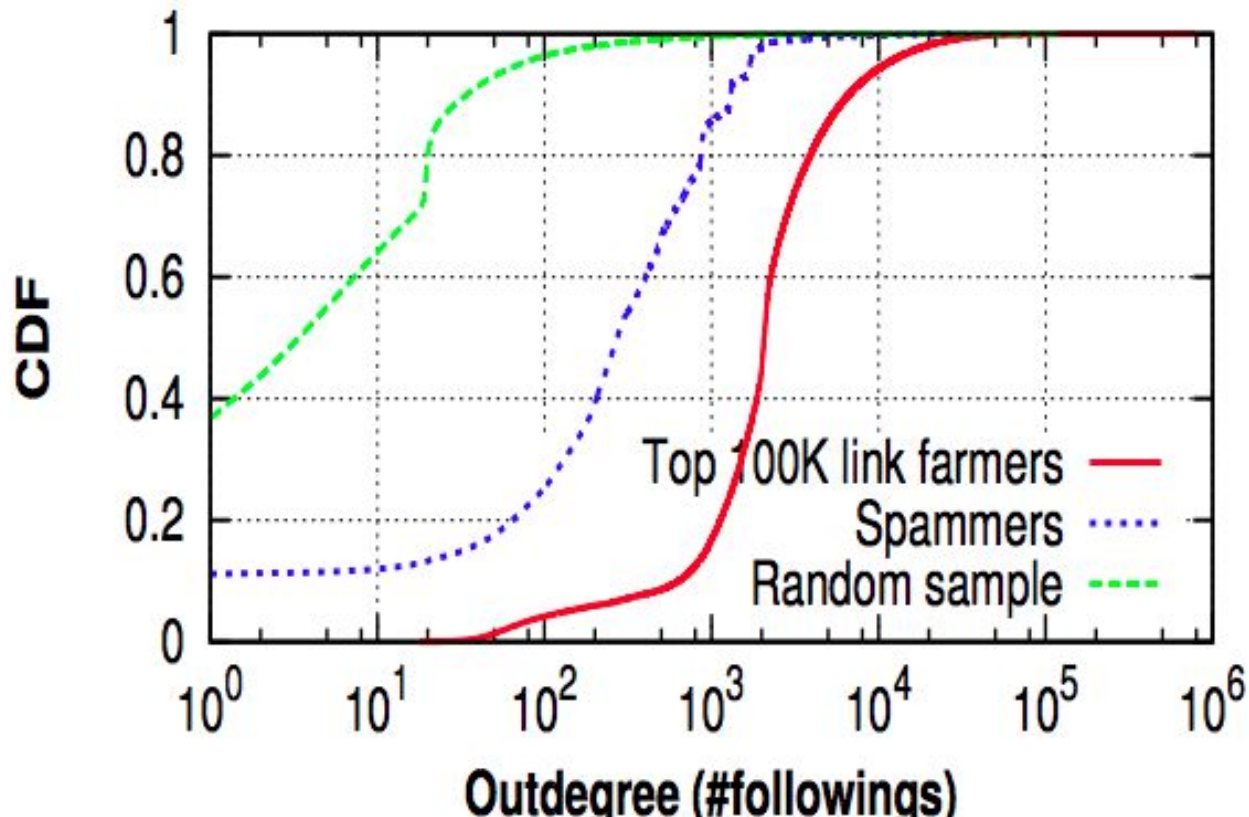 1
0.8
0.6
0.4
0.2
0
CDF
Top 100K link farmers
Spammers
Random sample
10^0 10^1 10^2 10^3 10^4 10^5 10^6
Outdegree (#followings)